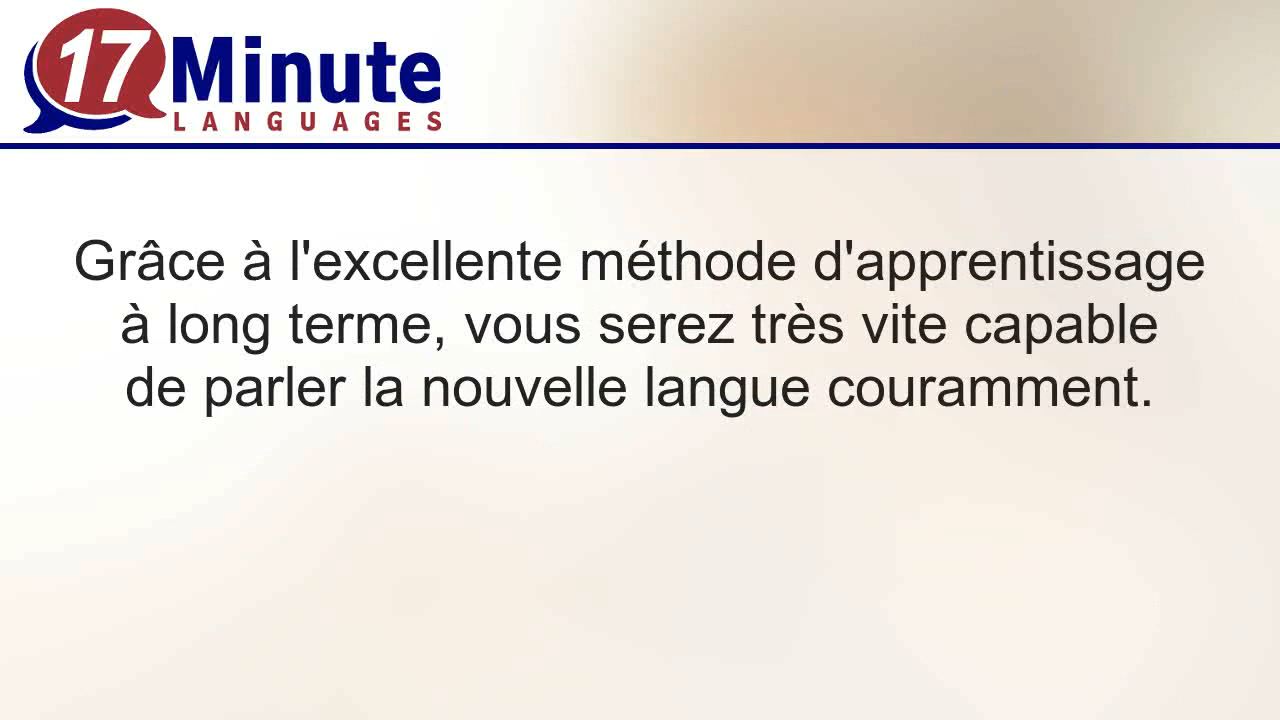 17 Minute
LANGUAGES
Grâce à l'excellente méthode d'apprentissage
à long terme, vous serez très vite capable
de parler la nouvelle langue couramment.